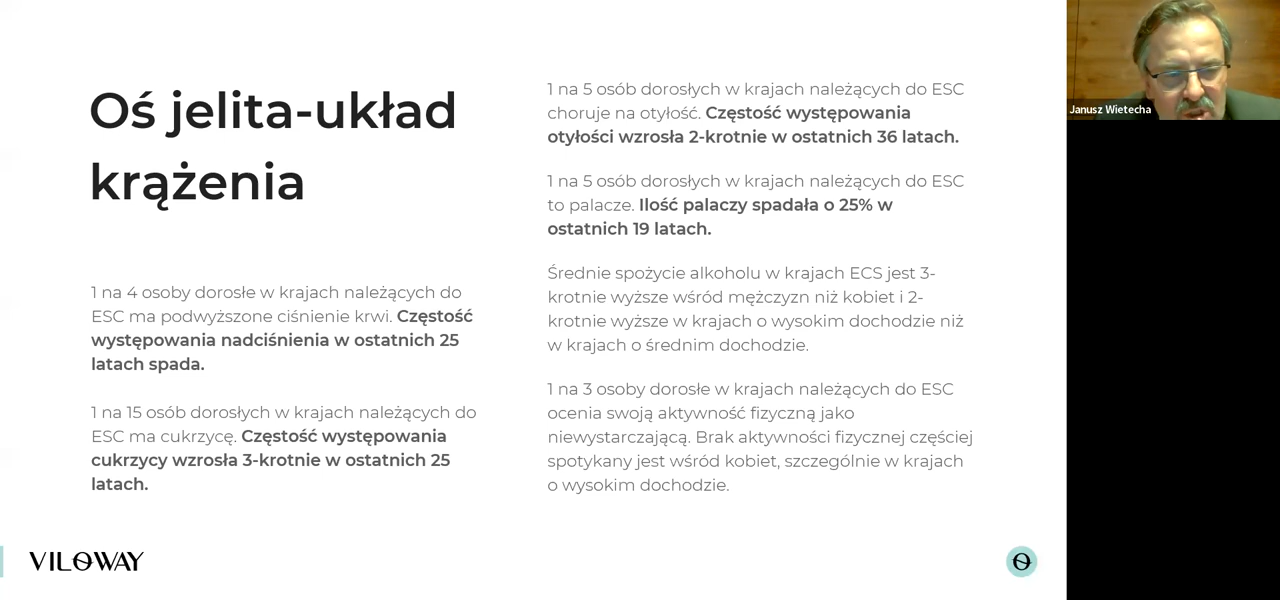 Oś jelita-układ
krążenia
1 na 4 osoby dorosłe w krajach należących do
ESC ma podwyższone ciśnienie krwi. Częstość
występowania nadciśnienia w ostatnich 25
latach spada.
1 na 15 osób dorosłych w krajach należących do
ESC ma cukrzycę. Częstość występowania
cukrzycy wzrosła 3-krotnie w ostatnich 25
latach.
1 na 5 osób dorosłych w krajach należących do ESC
choruje na otyłość. Częstość występowania
otyłości wzrosła 2-krotnie w ostatnich 36 latach.
1 na 5 osób dorosłych w krajach należących do ESC
to palacze. Ilość palaczy spadała o 25% w
ostatnich 19 latach.
Średnie spożycie alkoholu w krajach ECS jest 3-
krotnie wyższe wśród mężczyzn niż kobiet i 2-
krotnie wyższe w krajach o wysokim dochodzie niż
w krajach o średnim dochodzie.
1 na 3 osoby dorosłe w krajach należących do ESC
ocenia swoją aktywność fizyczną jako
niewystarczającą. Brak aktywności fizycznej częściej
spotykany jest wśród kobiet, szczególnie w krajach
o wysokim dochodzie.
VILOWAY
Janusz Wietecha